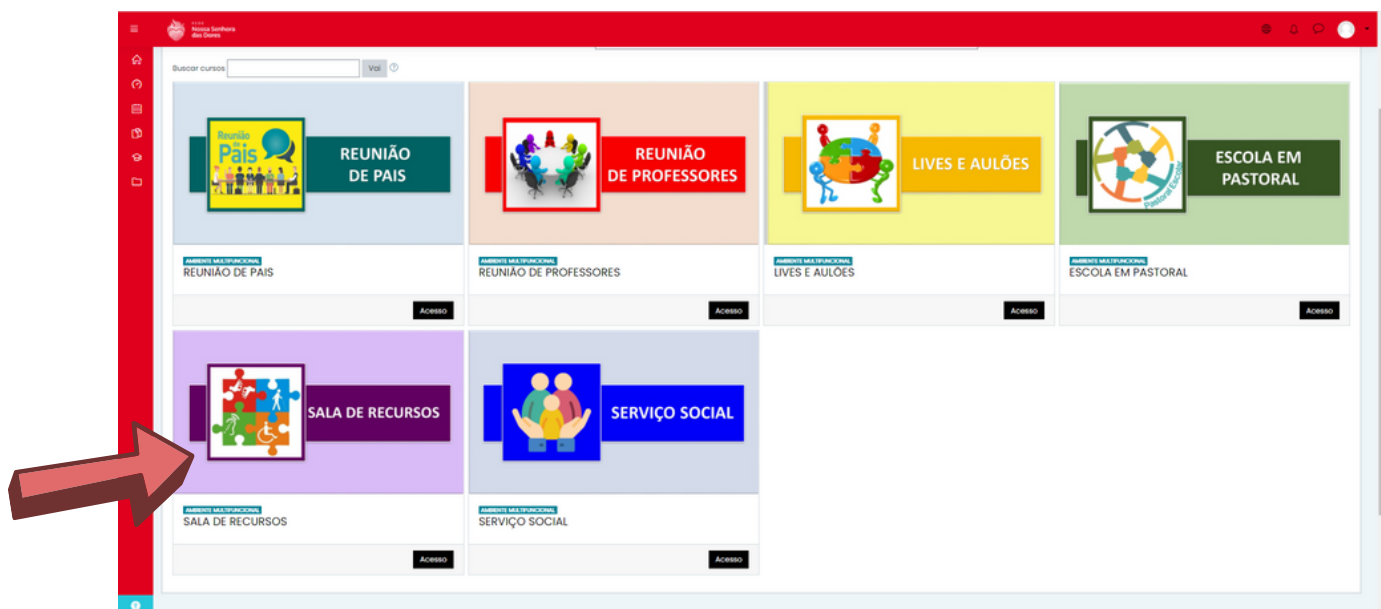 REDE
Nossa Senhora
das Dores
Buscar cursos
Vai
Reunião
de
Pais
REUNIÃO
DE PAIS
REUNIÃO
DE PROFESSORES
LIVES E AULÕES
Pastoral Escolar
ESCOLA EM
PASTORAL
AMBIENTE MULTIFUNCIONAL
REUNIÃO DE PAIS
AMBIENTE MULTIFUNCIONAL
REUNIÃO DE PROFESSORES
AMBIENTE MULTIFUNCIONAL
LIVES E AULÕES
AMBIENTE MULTIFUNCIONAL
ESCOLA EM PASTORAL
Acesso
Acesso
Acesso
Acesso
SALA DE RECURSOS
SERVIÇO SOCIAL
AMBIENTE MULTIFUNCIONAL
SALA DE RECURSOS
AMBIENTE MULTIFUNCIONAL
SERVIÇO SOCIAL
Acesso
Acesso